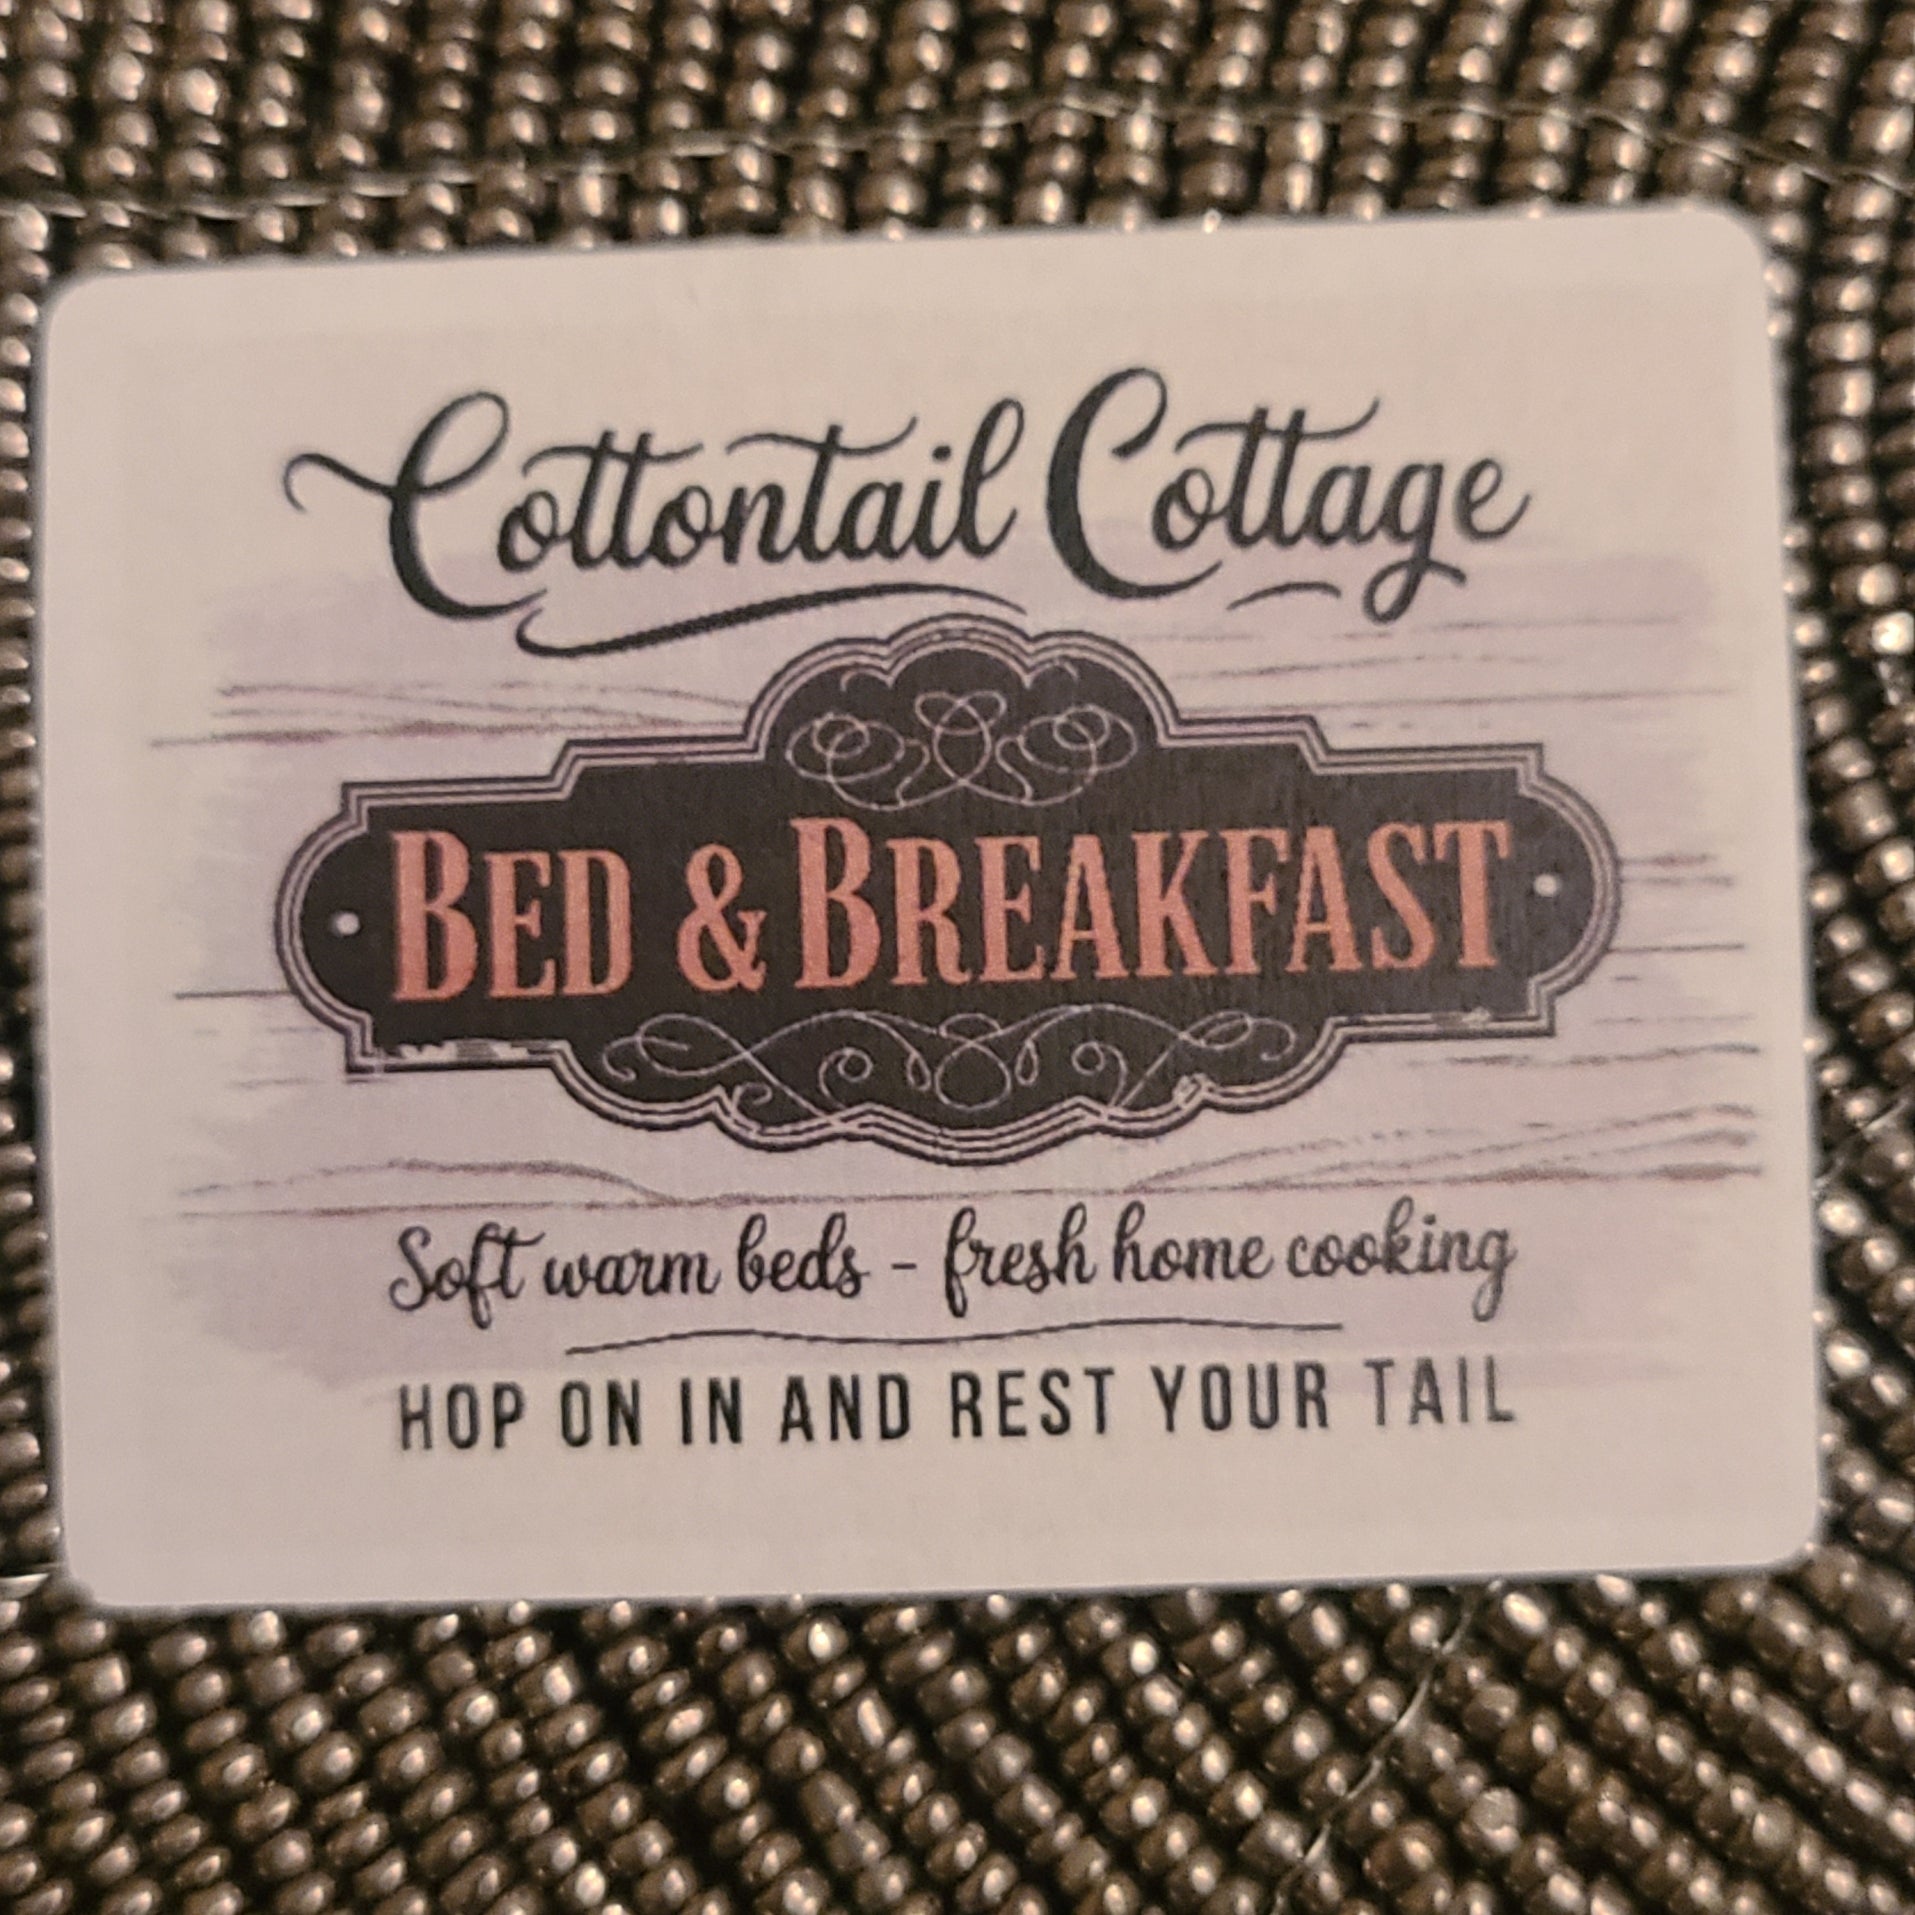 Cottontail Cottage
BED & BREAKFAST
Soft warm beds - fresh home cooking
HOP ON IN AND REST YOUR TAIL